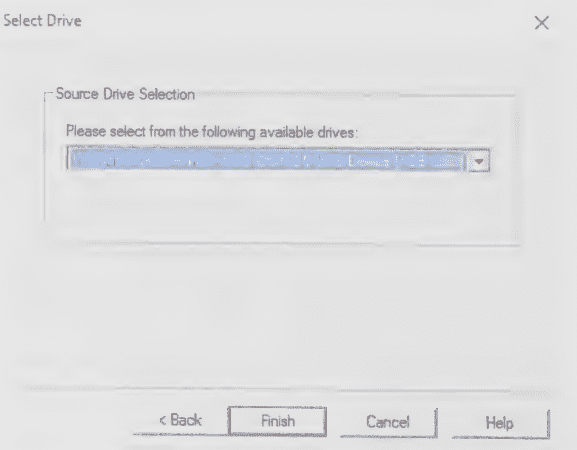 Select Drive
Source Drive Selection
Please select from the following available drives:
< Back
Finish
Cancel
Help